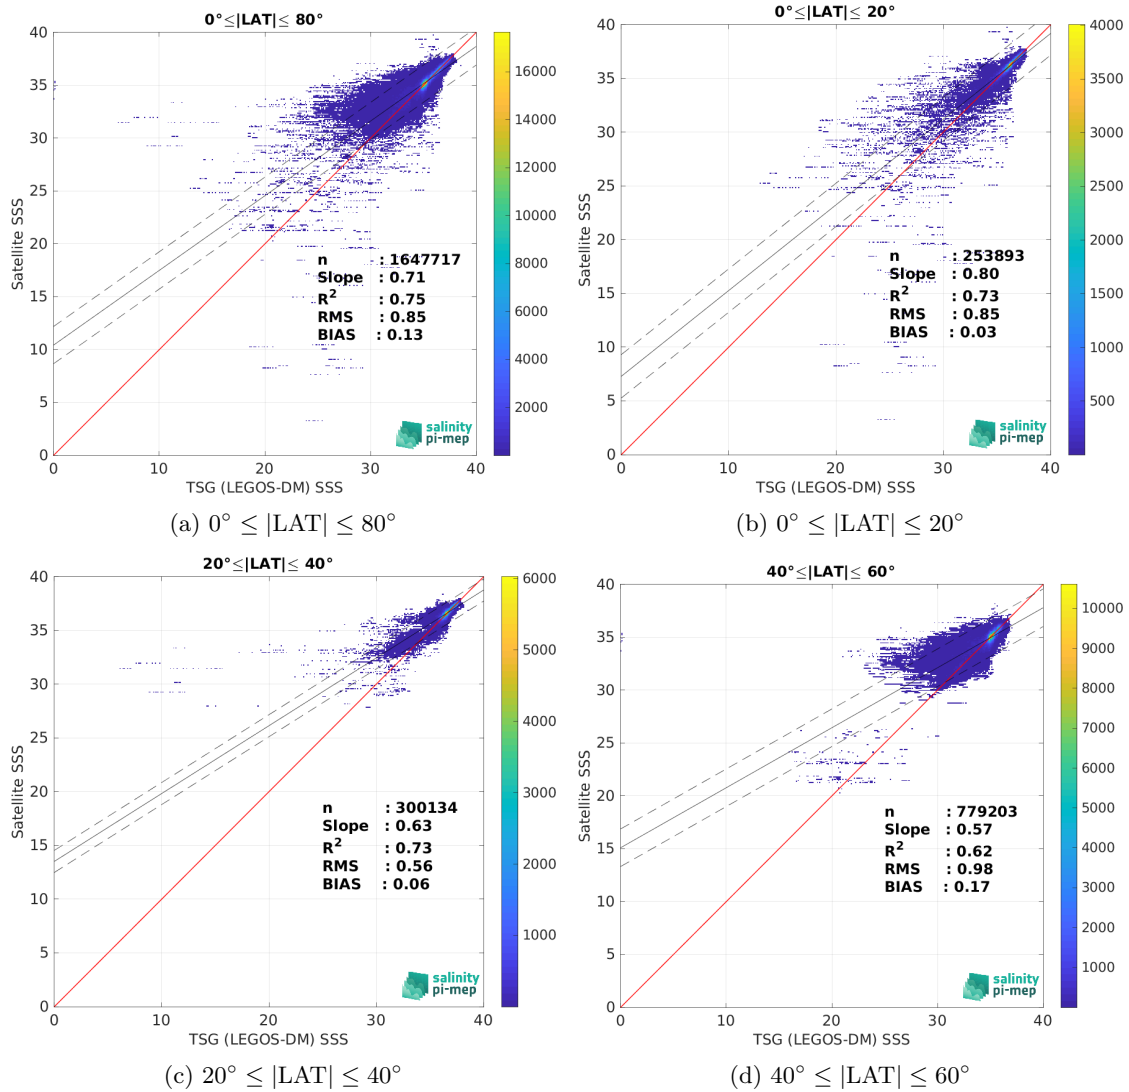 0°≤|LAT|≤ 80°
40
35
30
25
20
15
10
5
0
Satellite SSS
n : 1647717
Slope : 0.71
R² : 0.75
RMS : 0.85
BIAS : 0.13
salinity
pi-mep
0 10 20 30 40
TSG (LEGOS-DM) SSS
16000
14000
12000
10000
8000
6000
4000
2000
(a) 0° ≤ |LAT| ≤ 80°
0°≤|LAT|≤ 20°
40
35
30
25
20
15
10
5
0
Satellite SSS
n : 253893
Slope : 0.80
R² : 0.73
RMS : 0.85
BIAS : 0.03
salinity
pi-mep
0 10 20 30 40
TSG (LEGOS-DM) SSS
4000
3500
3000
2500
2000
1500
1000
500
(b) 0° ≤ |LAT| ≤ 20°
20°≤|LAT|≤ 40°
40
35
30
25
20
15
10
5
0
Satellite SSS
n : 300134
Slope : 0.63
R² : 0.73
RMS : 0.56
BIAS : 0.06
salinity
pi-mep
0 10 20 30 40
TSG (LEGOS-DM) SSS
6000
5000
4000
3000
2000
1000
(c) 20° ≤ |LAT| ≤ 40°
40°≤|LAT|≤ 60°
40
35
30
25
20
15
10
5
0
Satellite SSS
n : 779203
Slope : 0.57
R² : 0.62
RMS : 0.98
BIAS : 0.17
salinity
pi-mep
0 10 20 30 40
TSG (LEGOS-DM) SSS
10000
9000
8000
7000
6000
5000
4000
3000
2000
1000
(d) 40° ≤ |LAT| ≤ 60°